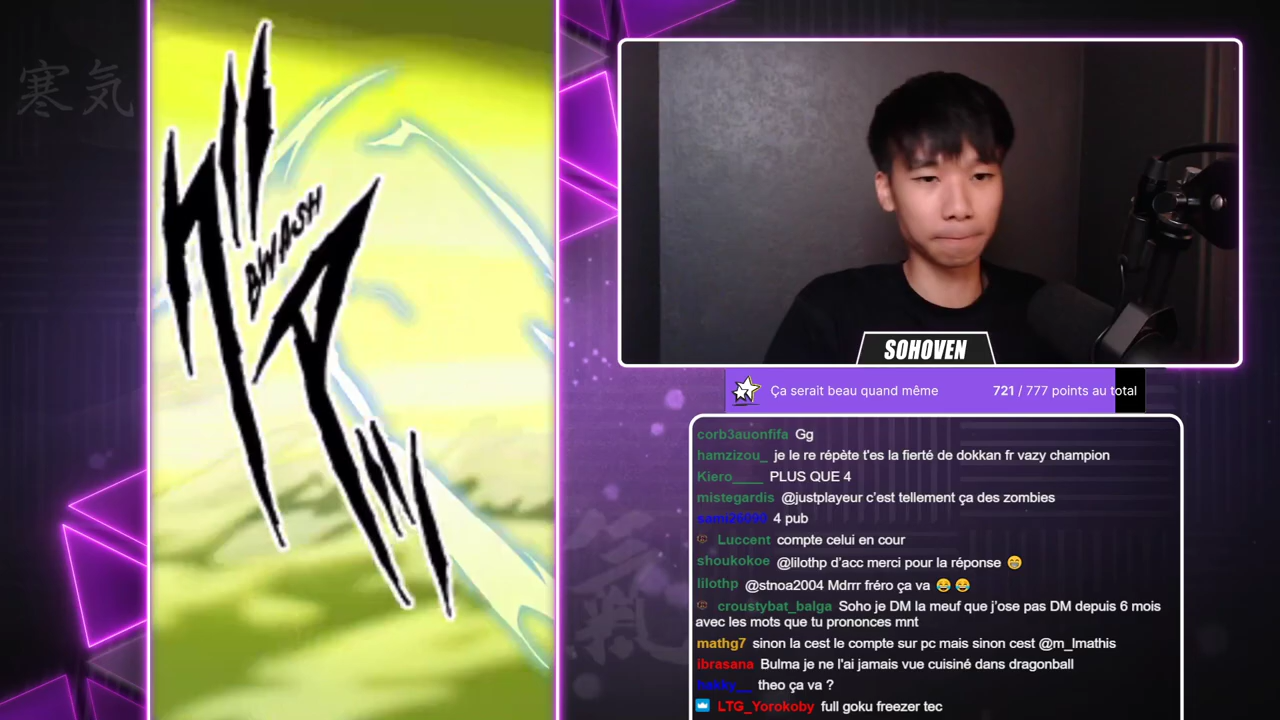 寒気
BWASH
SOHOVEN
Ça serait beau quand même 721 / 777 points au total
corb3auonfifa Gg
hamzizou_ je le re répète t'es la fierté de dokkan fr vazy champion
Kiero____ PLUS QUE 4
mistegardis @justplayeur c'est tellement ça des zombies
sami26090 4 pub
Luccent compte celui en cour
shoukokoe @lilothp d'acc merci pour la réponse 😁
lilothp @stnoa2004 Mdrrr fréro ça va 😂 😂
croustybat_balga Soho je DM la meuf que j'ose pas DM depuis 6 mois
avec les mots que tu prononces mnt
mathg7 sinon la cest le compte sur pc mais sinon cest @m_lmathis
ibrasana Bulma je ne l'ai jamais vue cuisiné dans dragonball
theo ça va ?
LTG_Yorokoby full goku freezer tec
氣